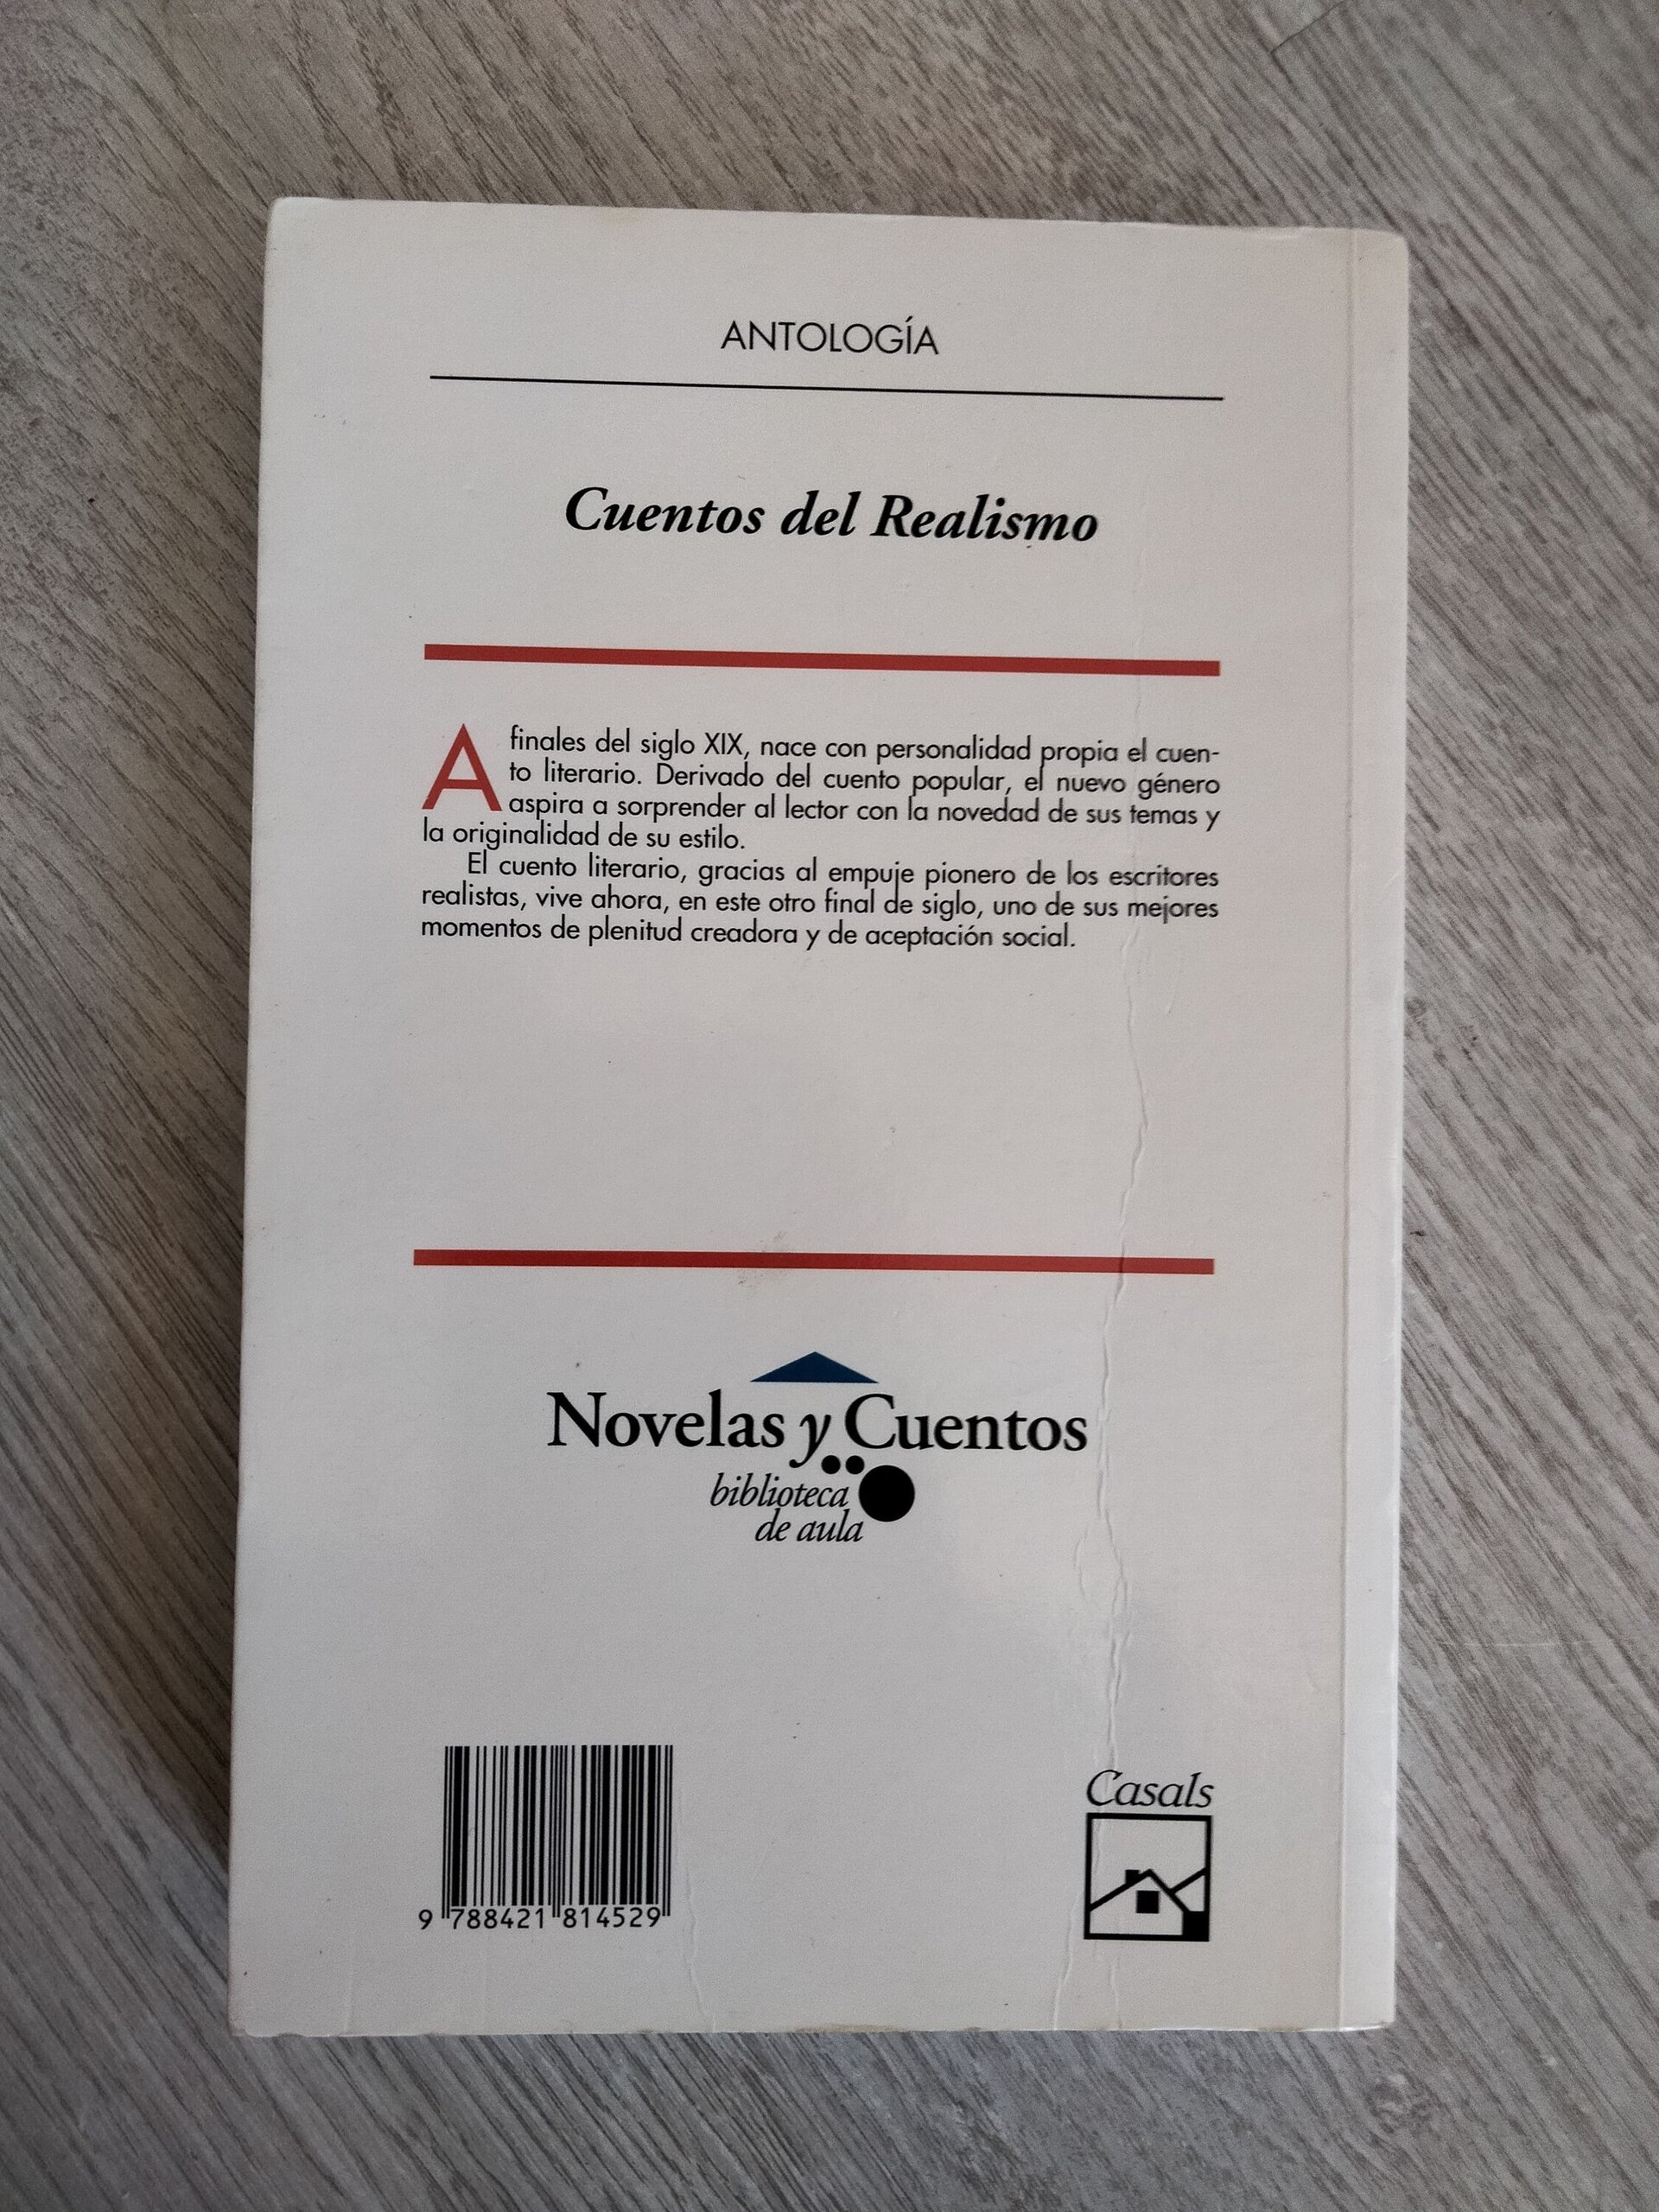 ANTOLOGÍA
Cuentos del Realismo
A finales del siglo XIX, nace con personalidad propia el cuen-
to literario. Derivado del cuento popular, el nuevo género
aspira a sorprender al lector con la novedad de sus temas y
la originalidad de su estilo.
El cuento literario, gracias al empuje pionero de los escritores
realistas, vive ahora, en este otro final de siglo, uno de sus mejores
momentos de plenitud creadora y de aceptación social.
Novelas y Cuentos
biblioteca
de aula
Casals
9 788421 814529